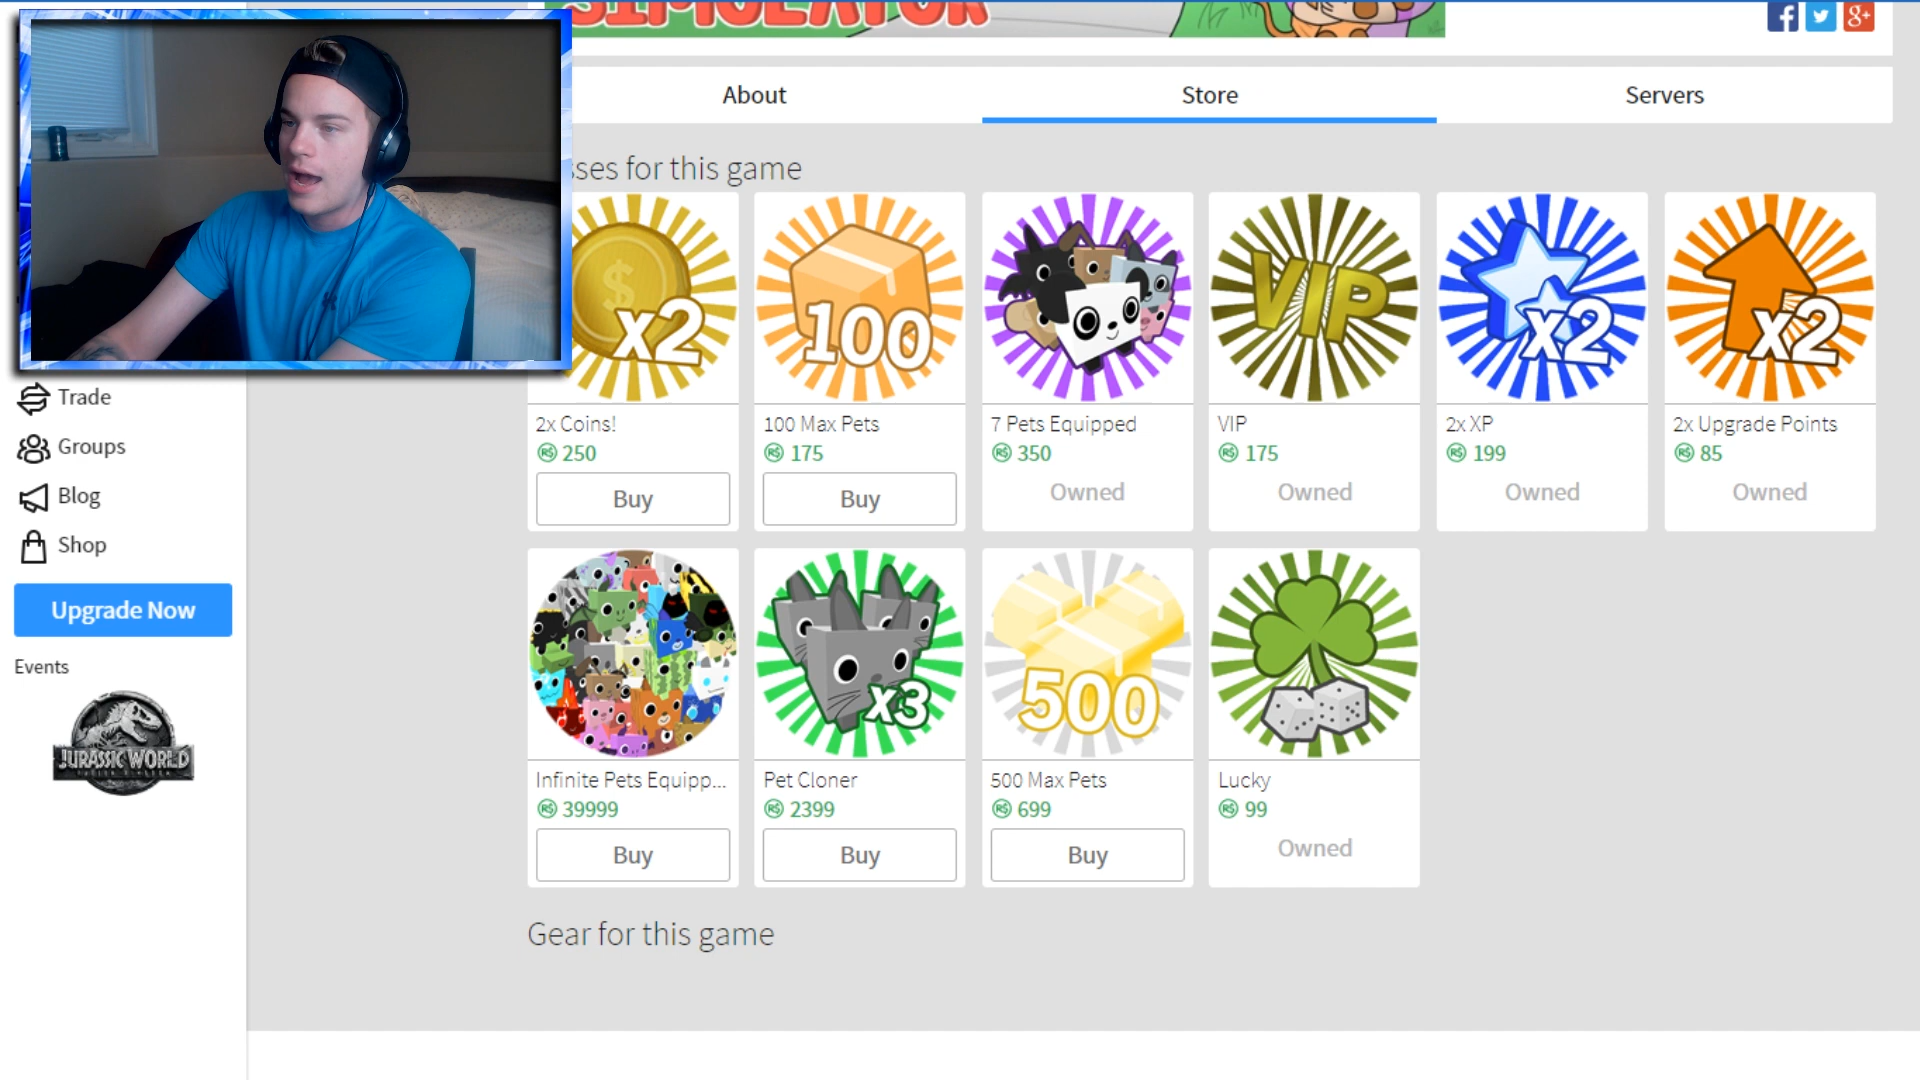 SIMULATOR
About
Store
Servers
sses for this game
x2
100
VIP
x2
x2
2x Coins!
R$ 250
Buy
100 Max Pets
R$ 175
Buy
7 Pets Equipped
R$ 350
Owned
VIP
R$ 175
Owned
2x XP
R$ 199
Owned
2x Upgrade Points
R$ 85
Owned
Trade
Groups
Blog
Shop
Upgrade Now
Events
JURASSIC WORLD
x3
500
Infinite Pets Equipp...
R$ 39999
Buy
Pet Cloner
R$ 2399
Buy
500 Max Pets
R$ 699
Buy
Lucky
R$ 99
Owned
Gear for this game